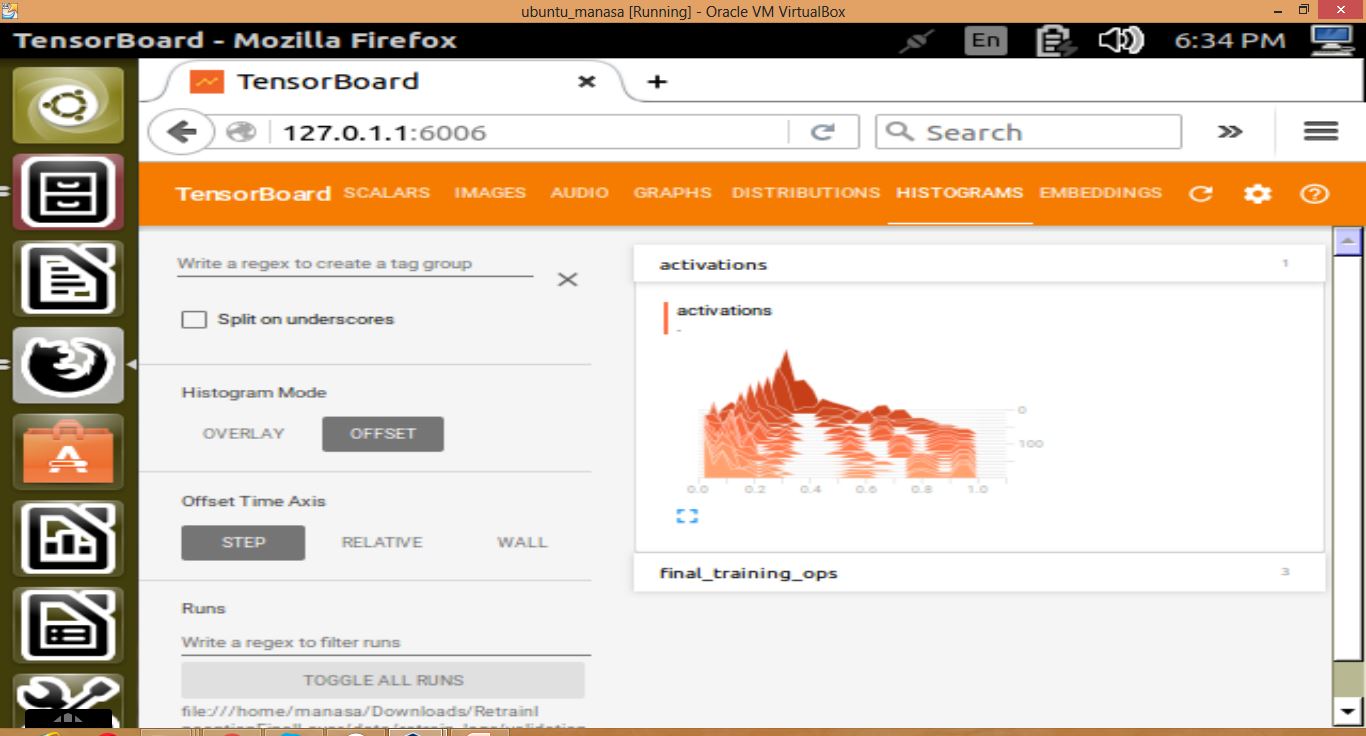 ubuntu_manasa [Running] - Oracle VM VirtualBox
TensorBoard - Mozilla Firefox
En
6:34 PM
TensorBoard
127.0.1.1:6006
Search
TensorBoard SCALARS IMAGES AUDIO GRAPHS DISTRIBUTIONS HISTOGRAMS EMBEDDINGS
Write a regex to create a tag group
Split on underscores
Histogram Mode
OVERLAY OFFSET
Offset Time Axis
STEP RELATIVE WALL
Runs
Write a regex to filter runs
TOGGLE ALL RUNS
file:///home/manasa/Downloads/RetrainI
activations 1
activations
-
0
100
0.0 0.2 0.4 0.6 0.8 1.0
final_training_ops 3